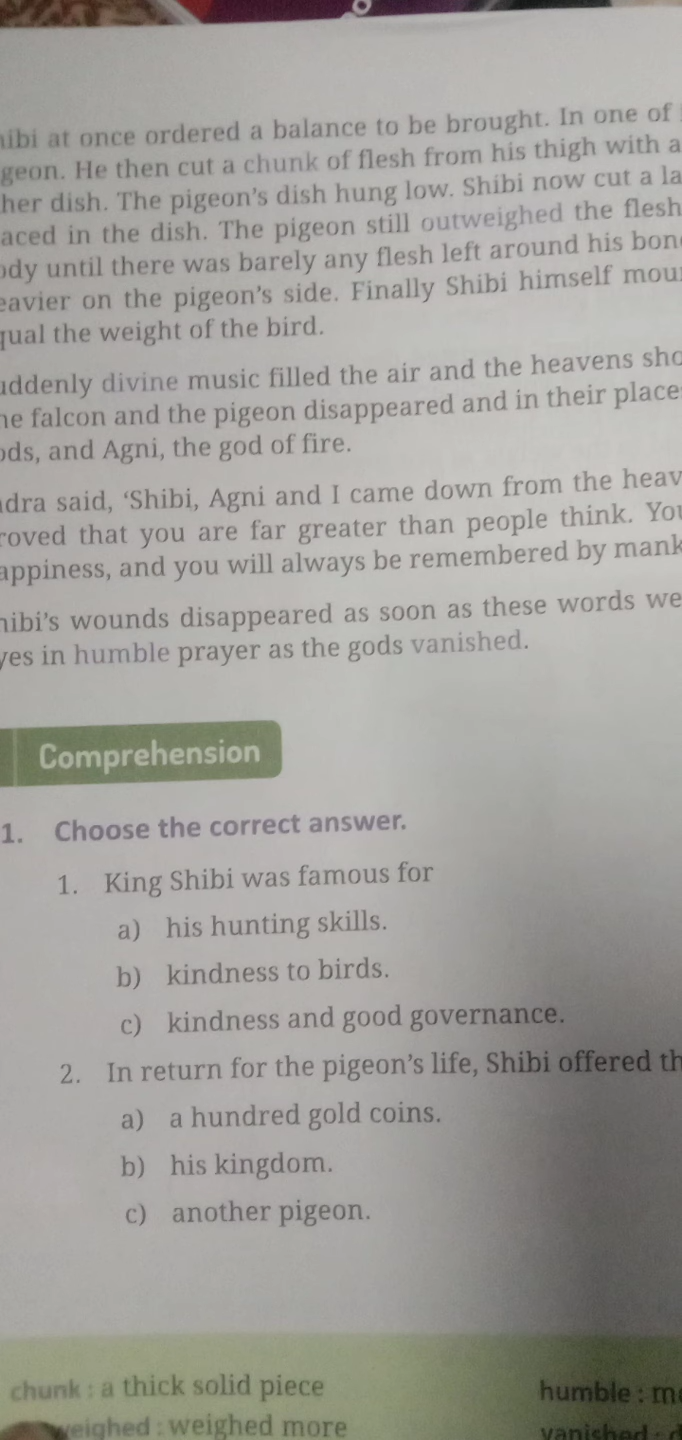 ibi at once ordered a balance to be brought. In one of
geon. He then cut a chunk of flesh from his thigh with a
her dish. The pigeon's dish hung low. Shibi now cut a la
aced in the dish. The pigeon still outweighed the flesh
ody until there was barely any flesh left around his bon
eavier on the pigeon's side. Finally Shibi himself mou
qual the weight of the bird.
uddenly divine music filled the air and the heavens sho
he falcon and the pigeon disappeared and in their place
ods, and Agni, the god of fire.
dra said, ‘Shibi, Agni and I came down from the heav
roved that you are far greater than people think. You
appiness, and you will always be remembered by mank
hibi's wounds disappeared as soon as these words we
yes in humble prayer as the gods vanished.
Comprehension
1. Choose the correct answer.
1. King Shibi was famous for
a) his hunting skills.
b) kindness to birds.
c) kindness and good governance.
2. In return for the pigeon's life, Shibi offered th
a) a hundred gold coins.
b) his kingdom.
c) another pigeon.
chunk : a thick solid piece
humble : m
weighed : weighed more
vanished : d